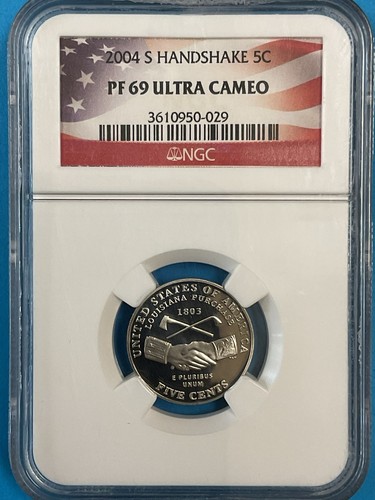 2004 S HANDSHAKE 5C
PF 69 ULTRA CAMEO
3610950-029
NGC
UNITED STATES OF AMERICA
LOUISIANA PURCHASE
1803
E PLURIBUS
UNUM
FIVE CENTS